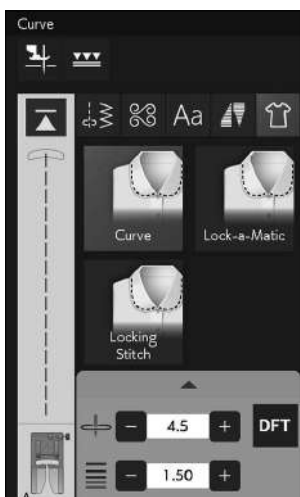 Curve
Aa
Curve
Lock-a-Matic
Locking
Stitch
4.5
DFT
1.50
A